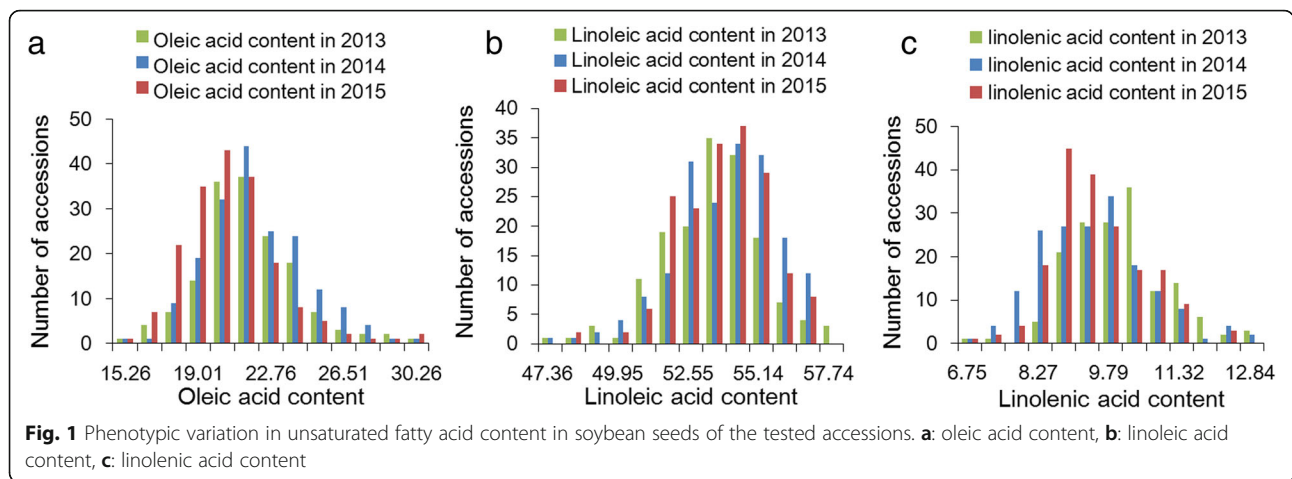 a
Oleic acid content in 2013
Oleic acid content in 2014
Oleic acid content in 2015
Number of accessions
50
40
30
20
10
0
15.26 19.01 22.76 26.51 30.26
Oleic acid content
b
Linoleic acid content in 2013
Linoleic acid content in 2014
Linoleic acid content in 2015
Number of accessions
40
35
30
25
20
15
10
5
0
47.36 49.95 52.55 55.14 57.74
Linoleic acid content
c
linolenic acid content in 2013
linolenic acid content in 2014
linolenic acid content in 2015
Number of accessions
50
40
30
20
10
0
6.75 8.27 9.79 11.32 12.84
Linolenic acid content
Fig. 1 Phenotypic variation in unsaturated fatty acid content in soybean seeds of the tested accessions. a: oleic acid content, b: linoleic acid
content, c: linolenic acid content